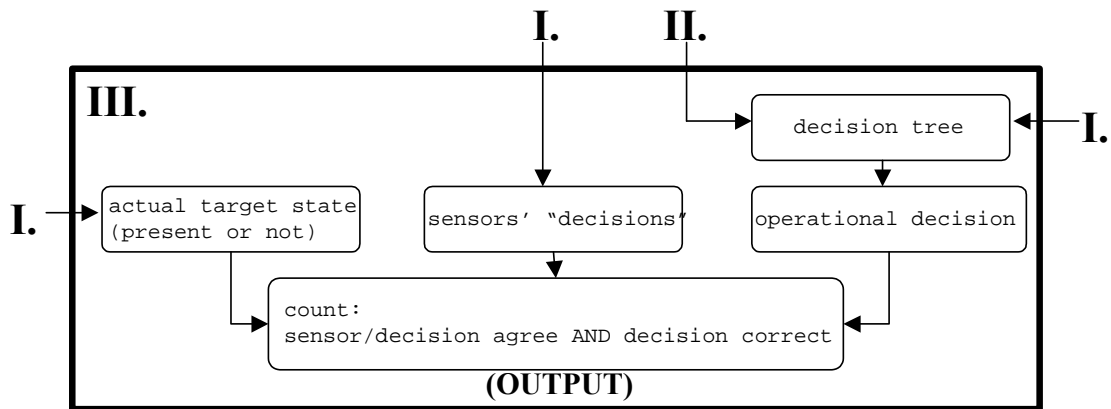 I.
II.
III.
decision tree
I.
I.
actual target state
(present or not)
sensors’ “decisions”
operational decision
count:
sensor/decision agree AND decision correct
(OUTPUT)